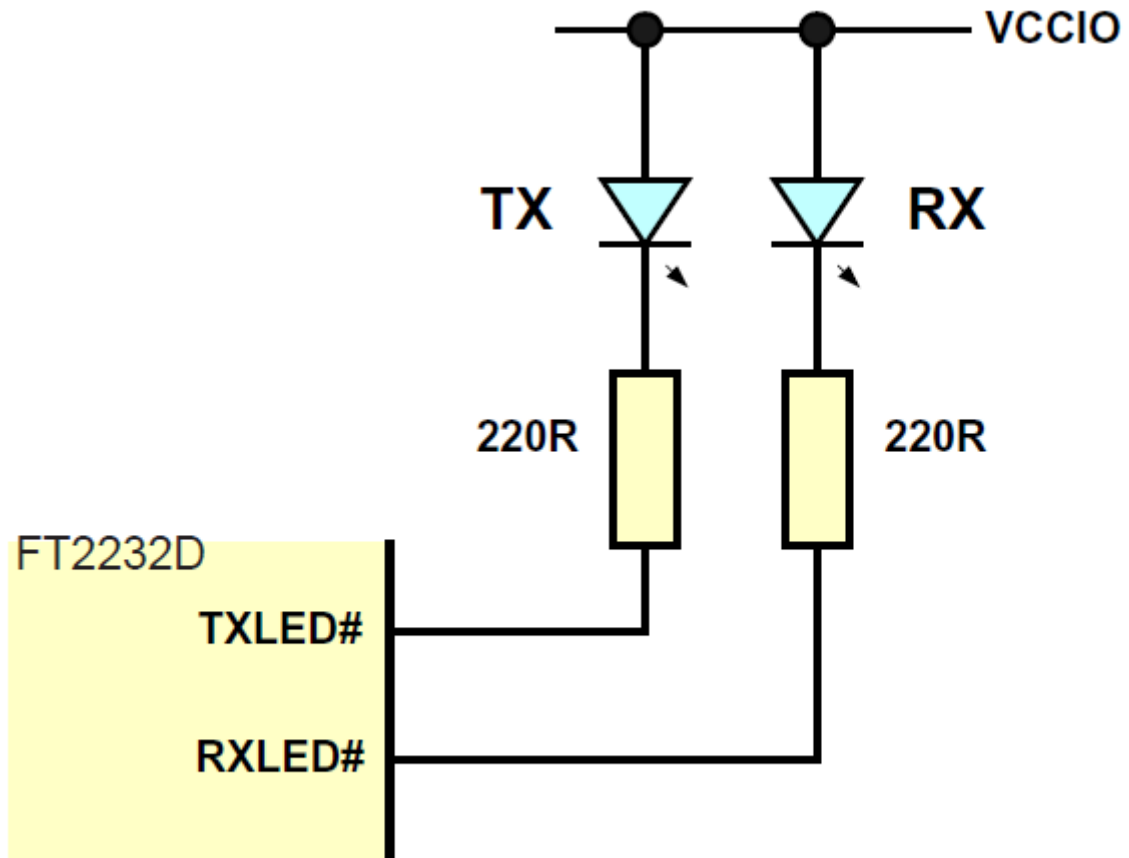 VCCIO
TX
RX
220R
220R
FT2232D
TXLED#
RXLED#